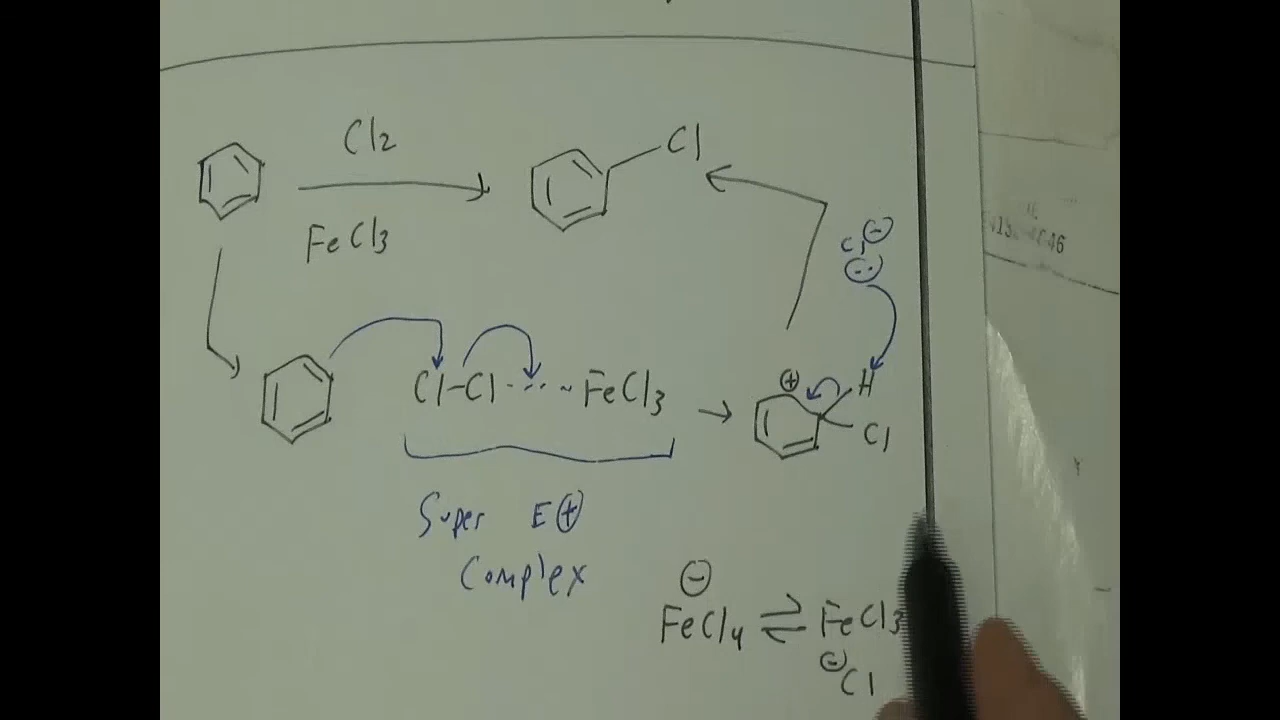 Cl2
FeCl3
Cl
Cl ⊖
Cl-Cl --- FeCl3
⊕ H
Cl
Super E⊕
Complex
⊖
FeCl4 ⇌ FeCl3
⊖Cl